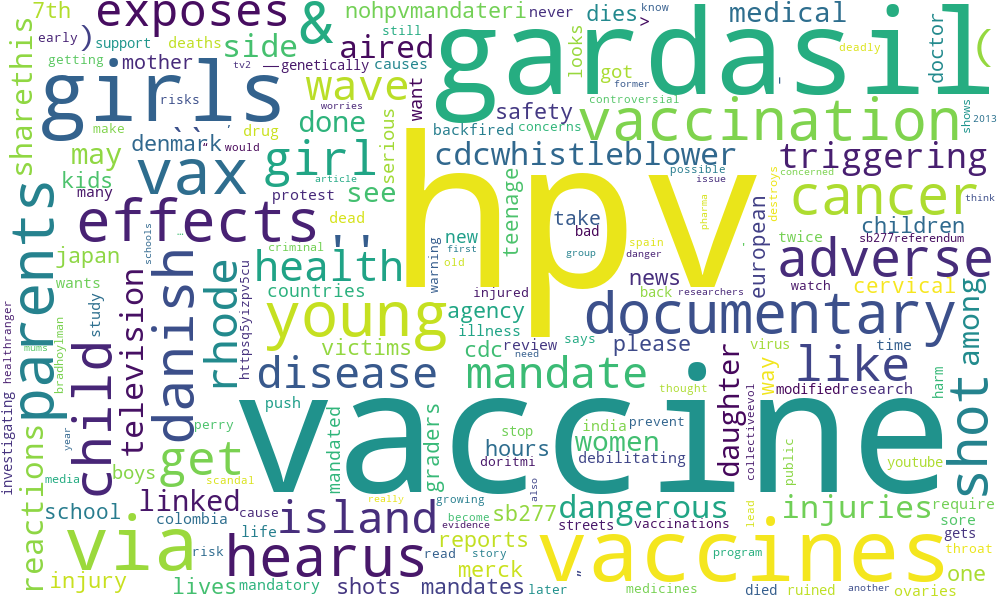 exposes
&
nohpvmandateri
never
dies
know
>
medical
gardasil
(
7th
early
)
support
deaths
side
aired
still
looks
got
former
doctor
getting
mother
tv2
—
genetically
causes
wave
want
deadly
sharethis
girls
risks
worries
safety
controversial
shows
2013
make
drug
done
serious
backfired
concerns
vaccination
denmark
would
may
vax
girl
article
hpv
cdcwhistleblower
possible
issue
triggering
concerned
kids
many
protest
see
teenage
take
bad
pharma
destroys
cancer
think
effects
dead
new
first
old
group
spain
danger
european
twice
children
sb277referendum
parents
schools
criminal
..
japan
health
warning
news
back
researchers
watch
adverse
cervical
wants
danish
rhode
httpsq5yizpv5cu
countries
injured
young
agency
illness
documentary
among
investigating
healthranger
mums
bradhoylman
study
television
victims
cdc
review
says
need
please
virus
time
child
disease
mandate
thought
daughter
way
like
modifiedresearch
harm
push
vaccine
shot
year
perry
mandated
graders
stop
india
prevent
women
hours
doritmi
debilitating
collectiveevol
public
youtube
reactions
media
boys
get
scandal
really
growing
also
lead
school
linked
colombia
cause
island
become
evidence
sb277
dangerous
streets
vaccinations
injuries
require
sore
gets
via
risk
life
hearus
read
story
reports
vaccines
program
throat
injury
lives
mandatory
shots
mandates
merck
later
medicines
died
ruined
another
one
ovaries